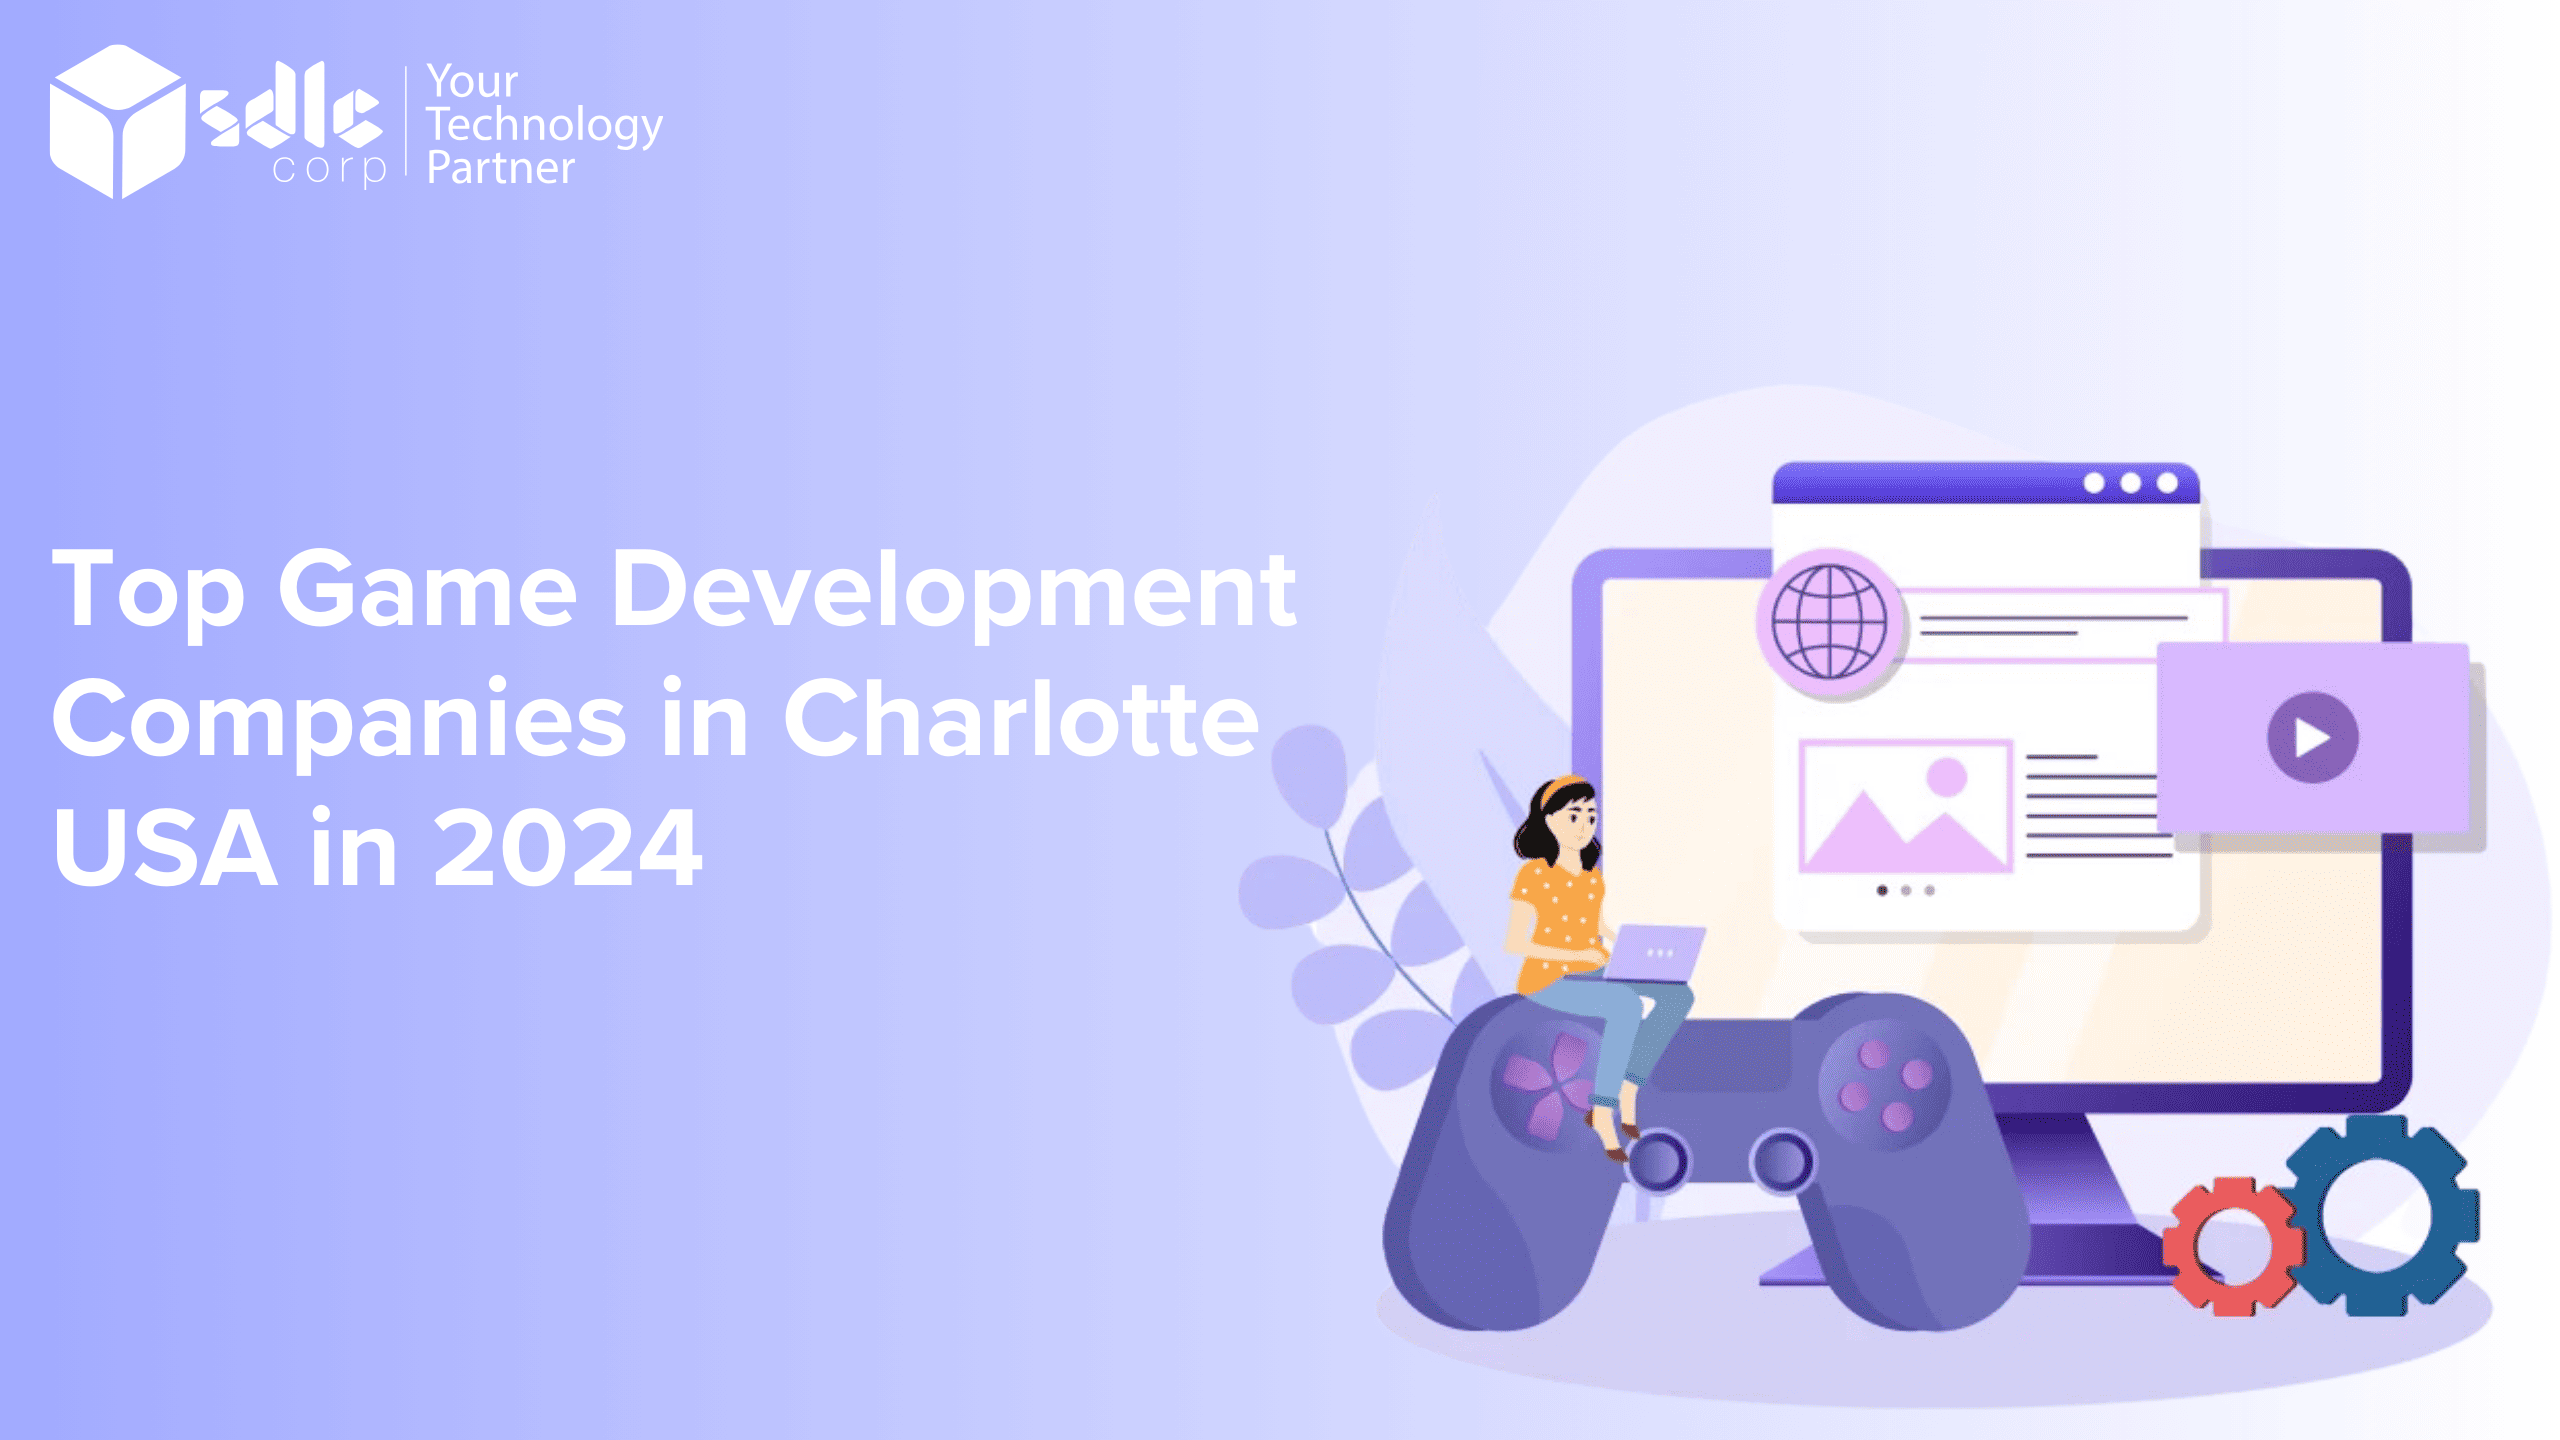 sdlc
corp
Your
Technology
Partner
Top Game Development
Companies in Charlotte
USA in 2024